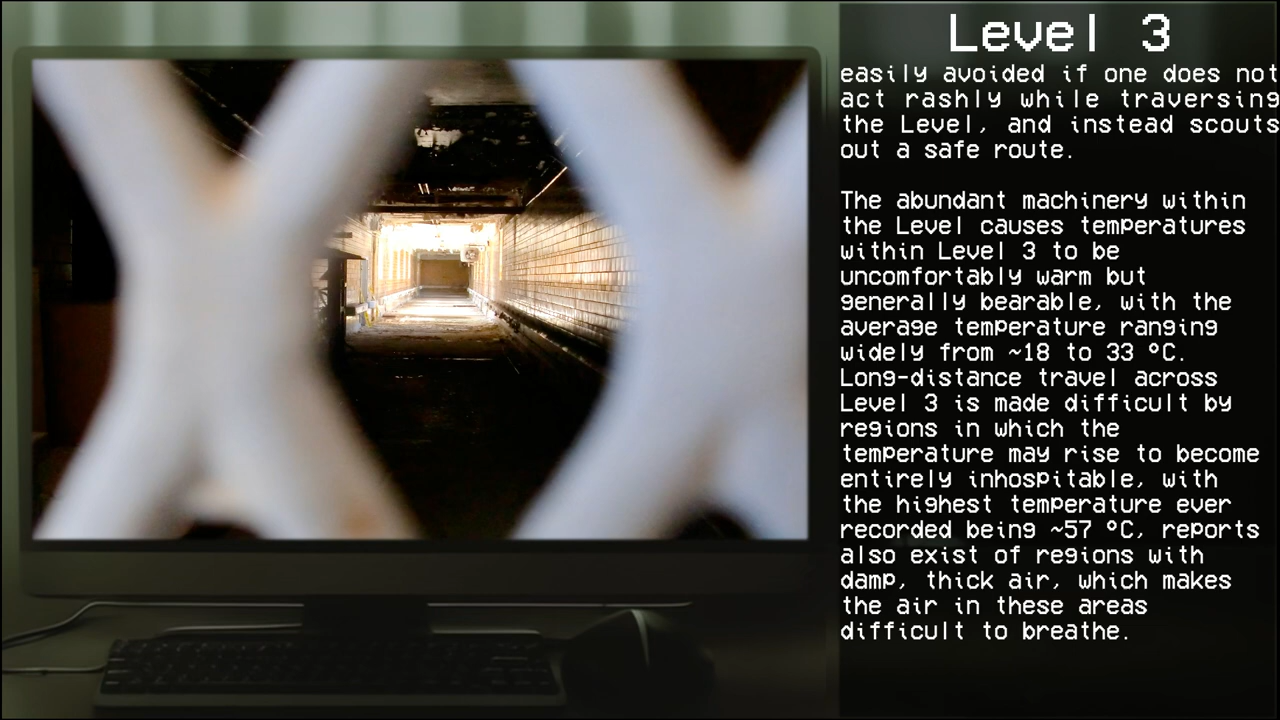 Level 3
easily avoided if one does not
act rashly while traversing
the Level, and instead scouts
out a safe route.
The abundant machinery within
the Level causes temperatures
within Level 3 to be
uncomfortably warm but
generally bearable, with the
average temperature ranging
widely from ~18 to 33 ºC.
Long-distance travel across
Level 3 is made difficult by
regions in which the
temperature may rise to become
entirely inhospitable, with
the highest temperature ever
recorded being ~57 ºC, reports
also exist of regions with
damp, thick air, which makes
the air in these areas
difficult to breathe.